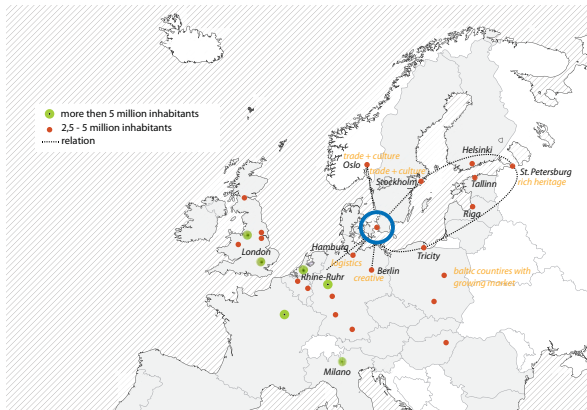 more then 5 million inhabitants
2,5 - 5 million inhabitants
relation
trade + culture
Oslo
trade + culture
Stockholm
Helsinki
St. Petersburg
rich heritage
Tallinn
Riga
Hamburg
logistics
London
Tricity
Berlin
creative
Rhine-Ruhr
baltic countires with
growing market
Milano